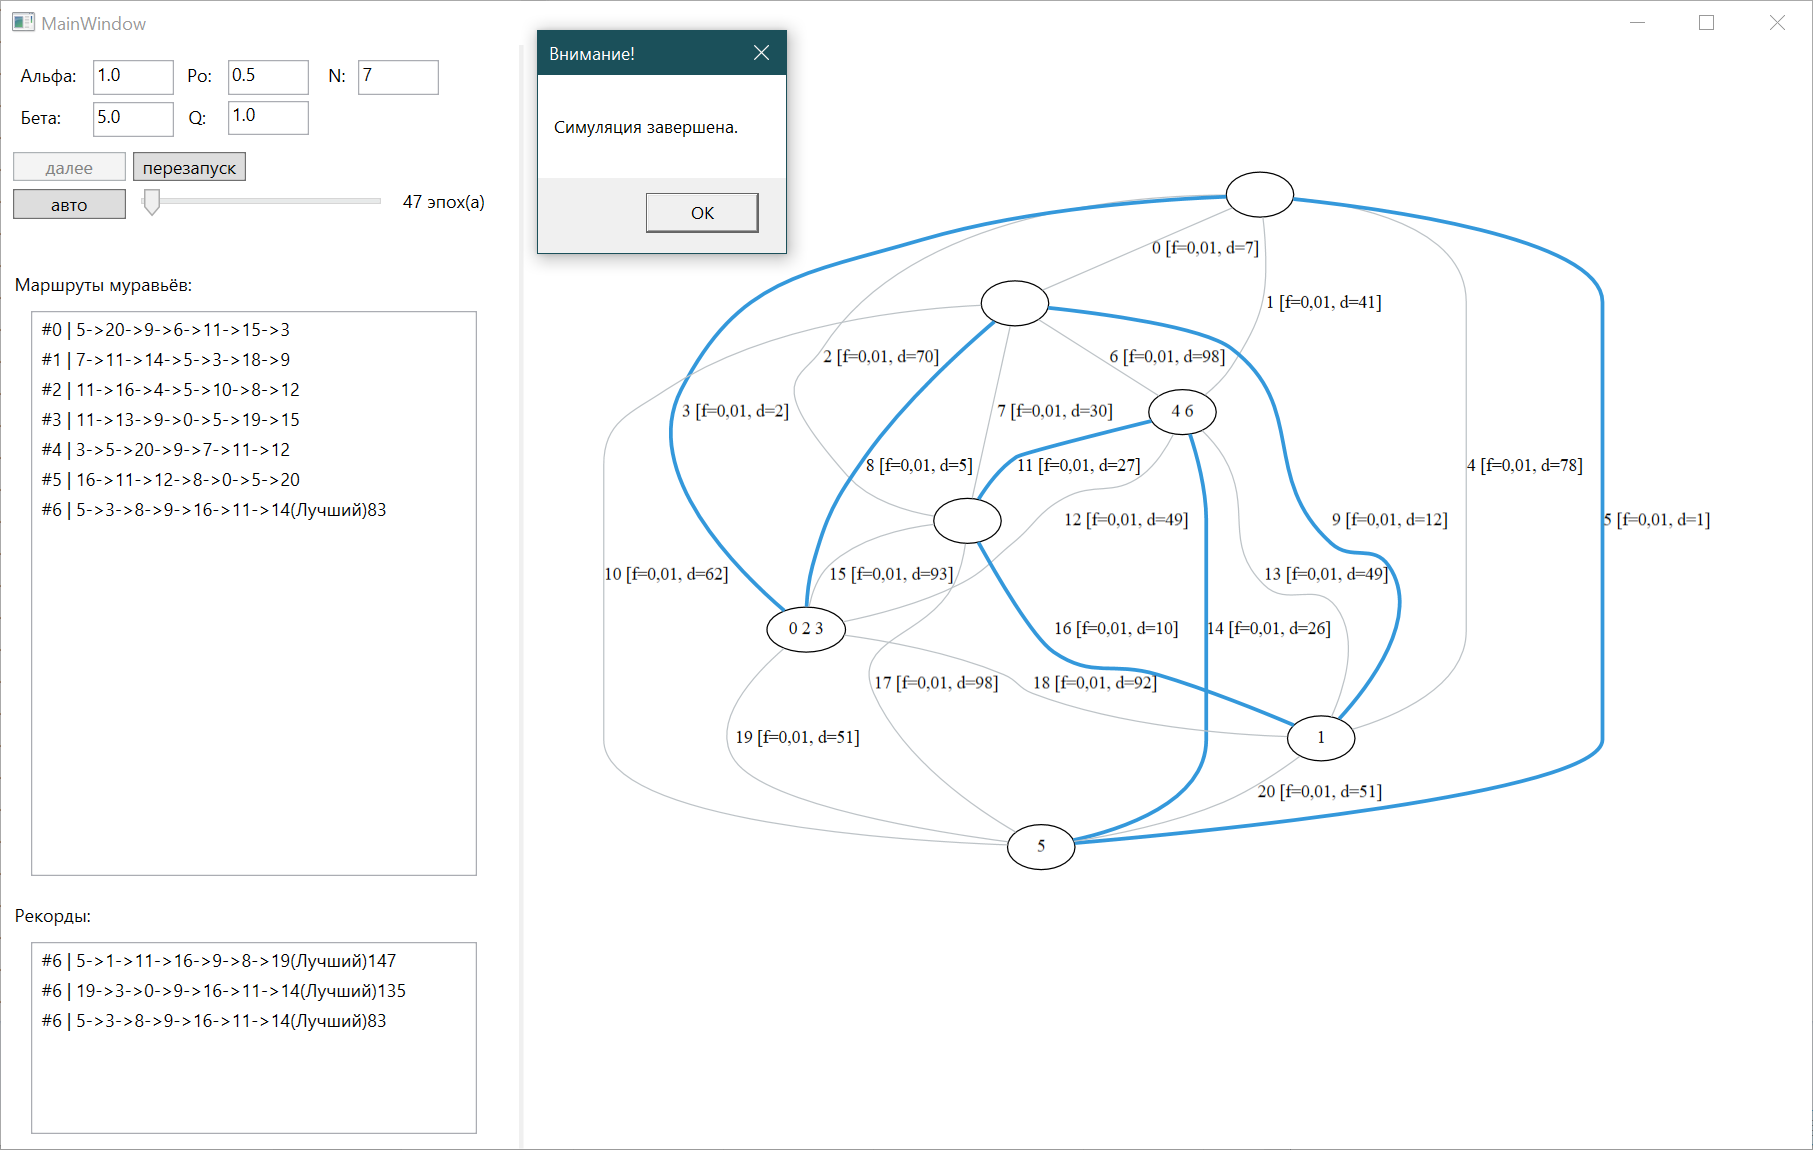 MainWindow
Альфа: 1.0 Ро: 0.5 N: 7
Бета: 5.0 Q: 1.0
далее перезапуск
авто 47 эпох(а)
Маршруты муравьёв:
#0 | 5->20->9->6->11->15->3
#1 | 7->11->14->5->3->18->9
#2 | 11->16->4->5->10->8->12
#3 | 11->13->9->0->5->19->15
#4 | 3->5->20->9->7->11->12
#5 | 16->11->12->8->0->5->20
#6 | 5->3->8->9->16->11->14(Лучший)83
Рекорды:
#6 | 5->1->11->16->9->8->19(Лучший)147
#6 | 19->3->0->9->16->11->14(Лучший)135
#6 | 5->3->8->9->16->11->14(Лучший)83
Внимание!
Симуляция завершена.
OK
0 [f=0,01, d=7]
1 [f=0,01, d=41]
2 [f=0,01, d=70]
6 [f=0,01, d=98]
3 [f=0,01, d=2]
7 [f=0,01, d=30]
4 6
8 [f=0,01, d=5]
11 [f=0,01, d=27]
4 [f=0,01, d=78]
12 [f=0,01, d=49]
9 [f=0,01, d=12]
5 [f=0,01, d=1]
10 [f=0,01, d=62]
15 [f=0,01, d=93]
13 [f=0,01, d=49]
0 2 3
16 [f=0,01, d=10]
14 [f=0,01, d=26]
17 [f=0,01, d=98]
18 [f=0,01, d=92]
19 [f=0,01, d=51]
1
20 [f=0,01, d=51]
5